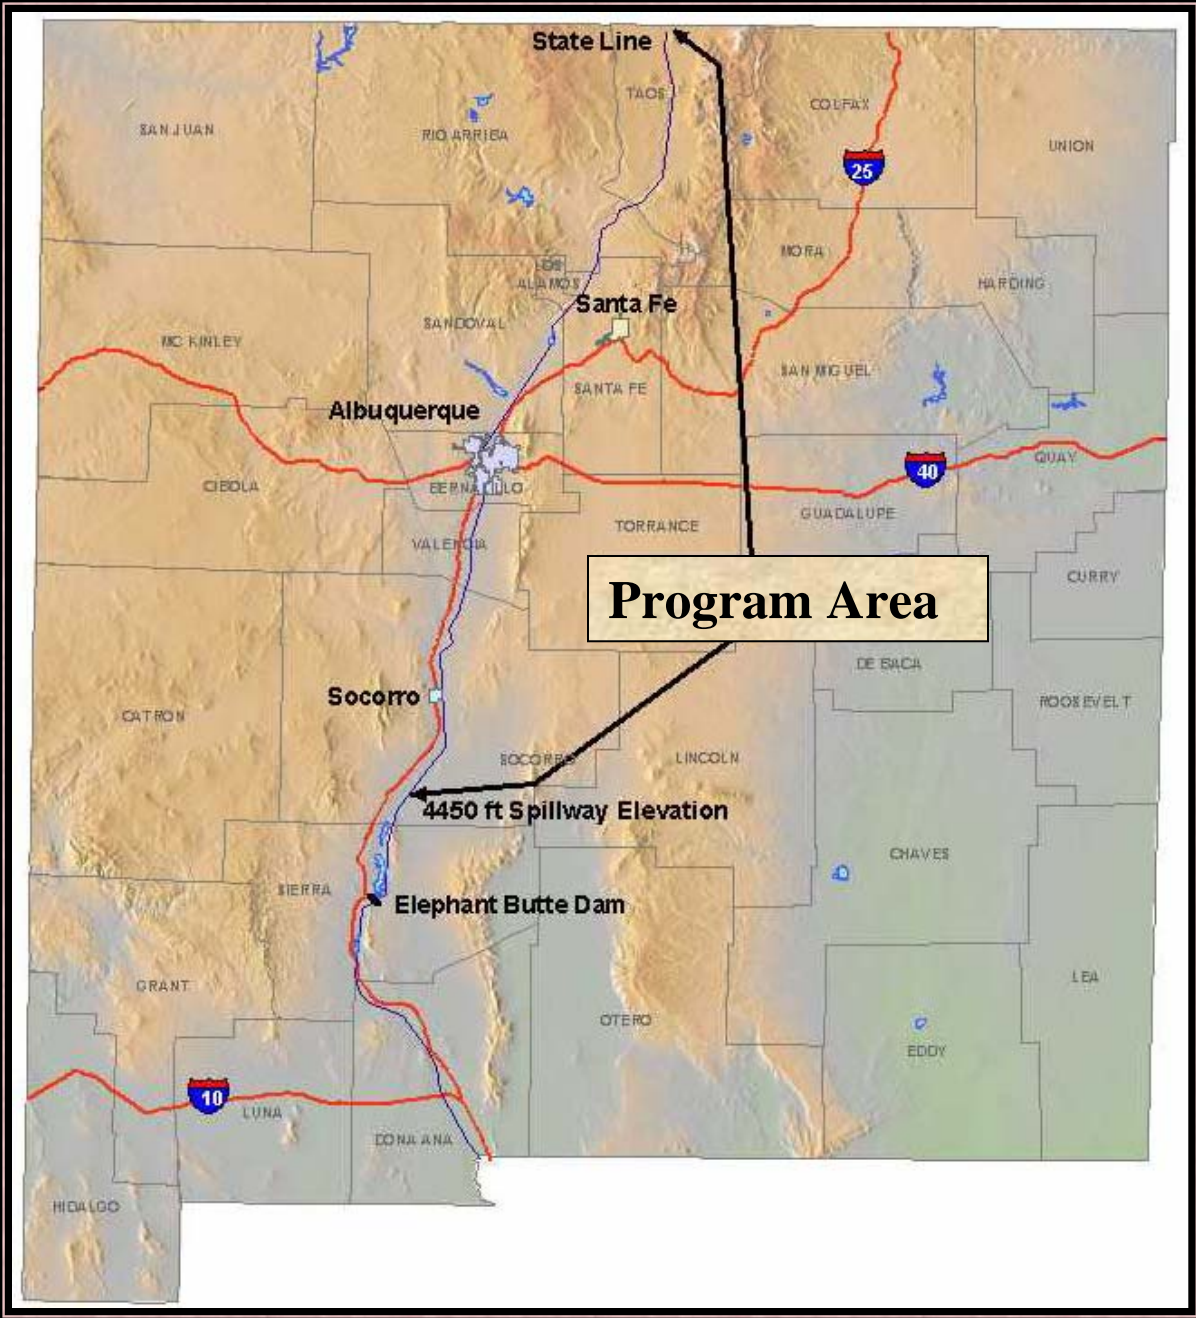 State Line
TAOS
COLFAX
SAN JUAN
RIO ARRIBA
UNION
25
MORA
LOS
ALAMOS
HARDING
Santa Fe
SANDOVAL
MC KINLEY
SAN MIGUEL
SANTA FE
Albuquerque
QUAY
40
CIBOLA
BERNALILLO
GUADALUPE
TORRANCE
VALENCIA
CURRY
Program Area
DE BACA
Socorro
ROOSEVELT
CATRON
SOCORRO
LINCOLN
4450 ft Spillway Elevation
CHAVES
SIERRA
Elephant Butte Dam
LEA
GRANT
OTERO
EDDY
10
LUNA
DONA ANA
HIDALGO